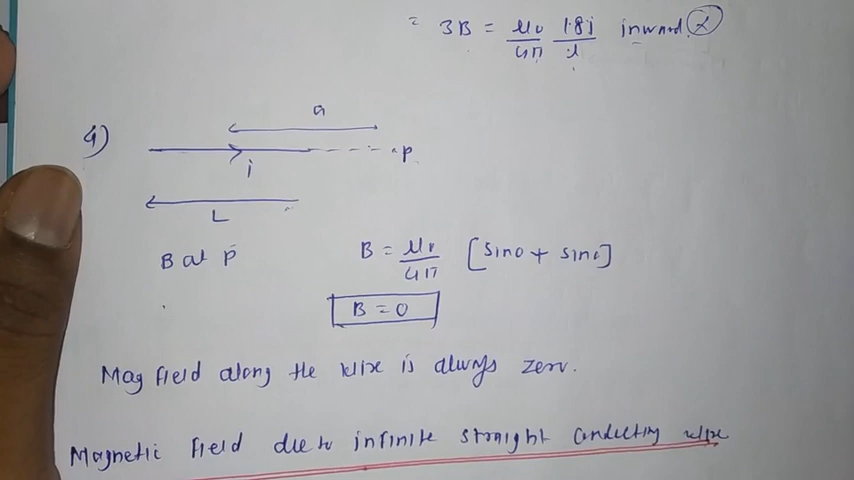 = 3B = μ0/4π 1.8i/l inward ⊗
4)
a
i
.P
L
B at P
B = μ0/4π [sin0 + sin0]
B = 0
Mag field along the wire is always zero.
Magnetic field due to infinite straight conducting wire